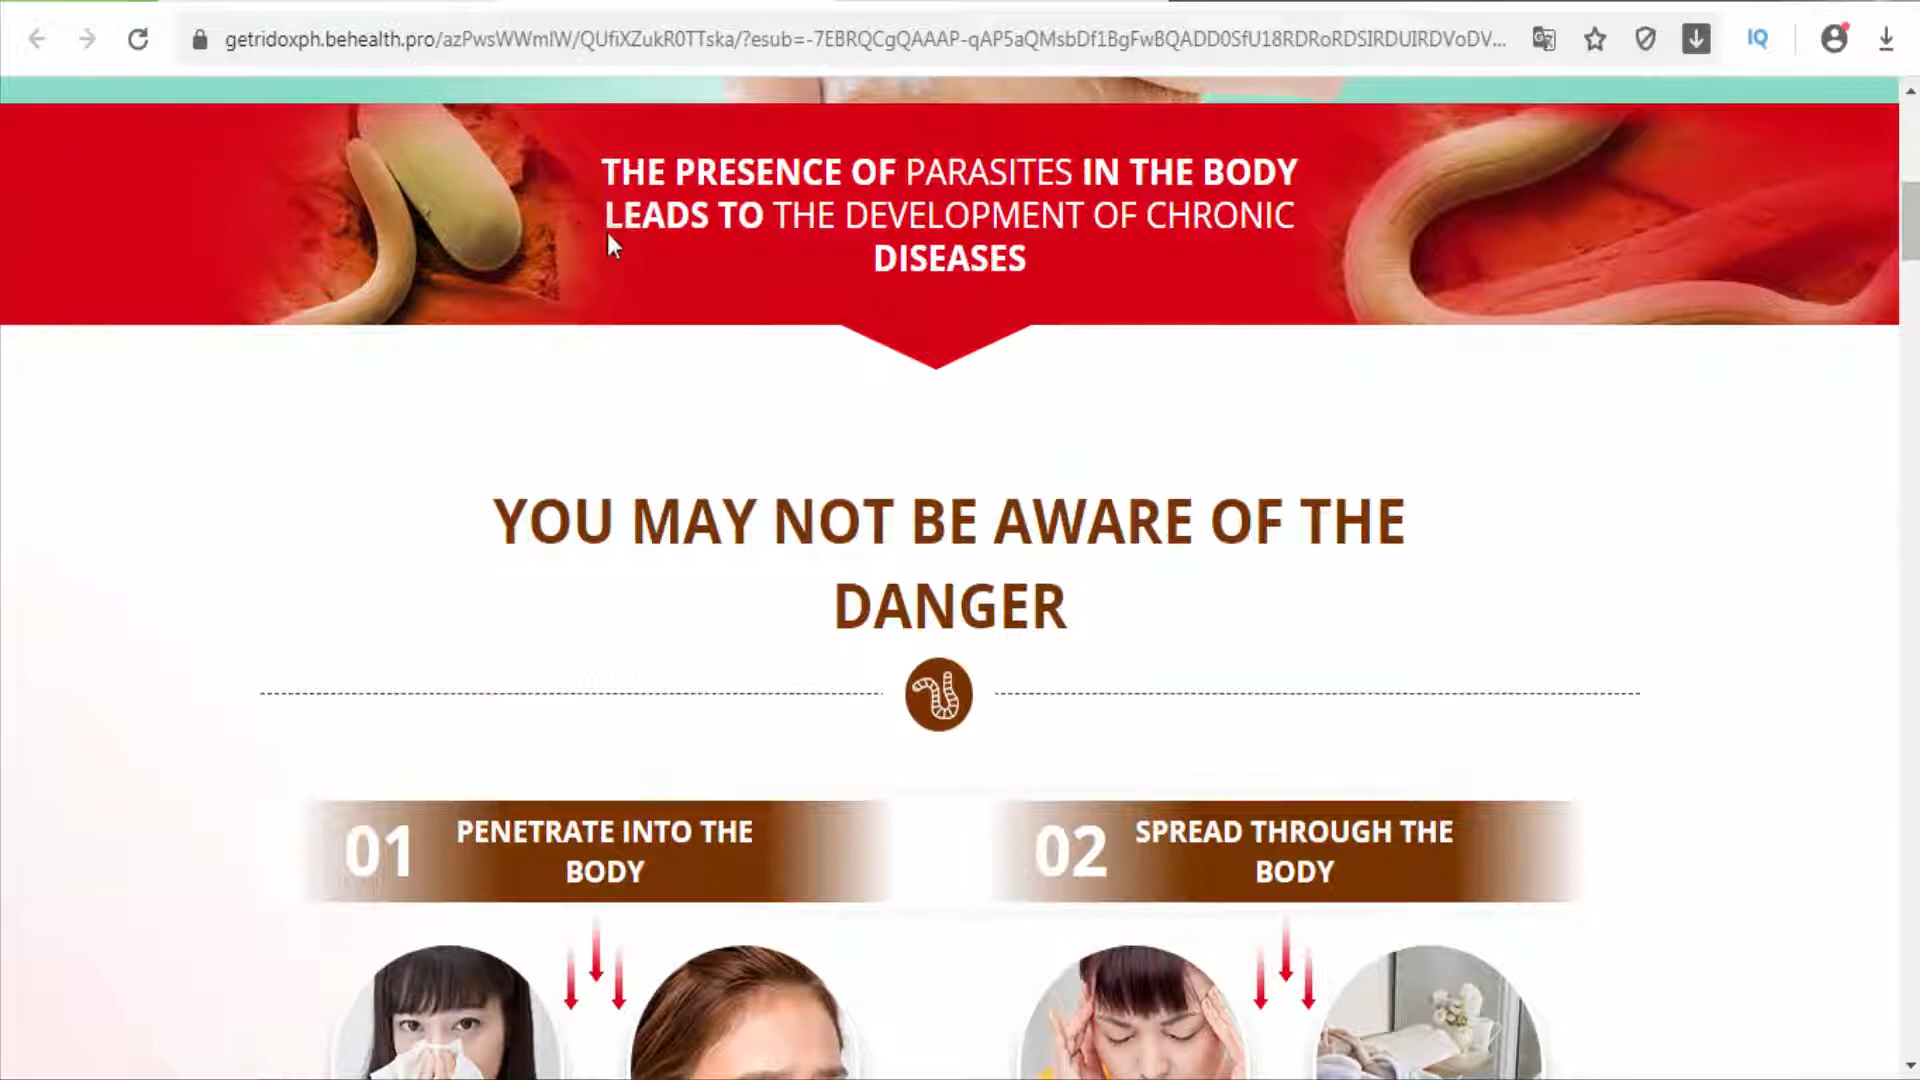 getridoxph.behealth.pro/azPwsWWmlW/QUfiXZukR0TTska/?esub=-7EBRQCgQAAAP-qAP5aQMsbDf1BgFwBQADD0SfU18RDRoRDSIRDUIRDVoDV...
IQ
THE PRESENCE OF PARASITES IN THE BODY
LEADS TO THE DEVELOPMENT OF CHRONIC
DISEASES
YOU MAY NOT BE AWARE OF THE
DANGER
01 PENETRATE INTO THE
BODY
02 SPREAD THROUGH THE
BODY